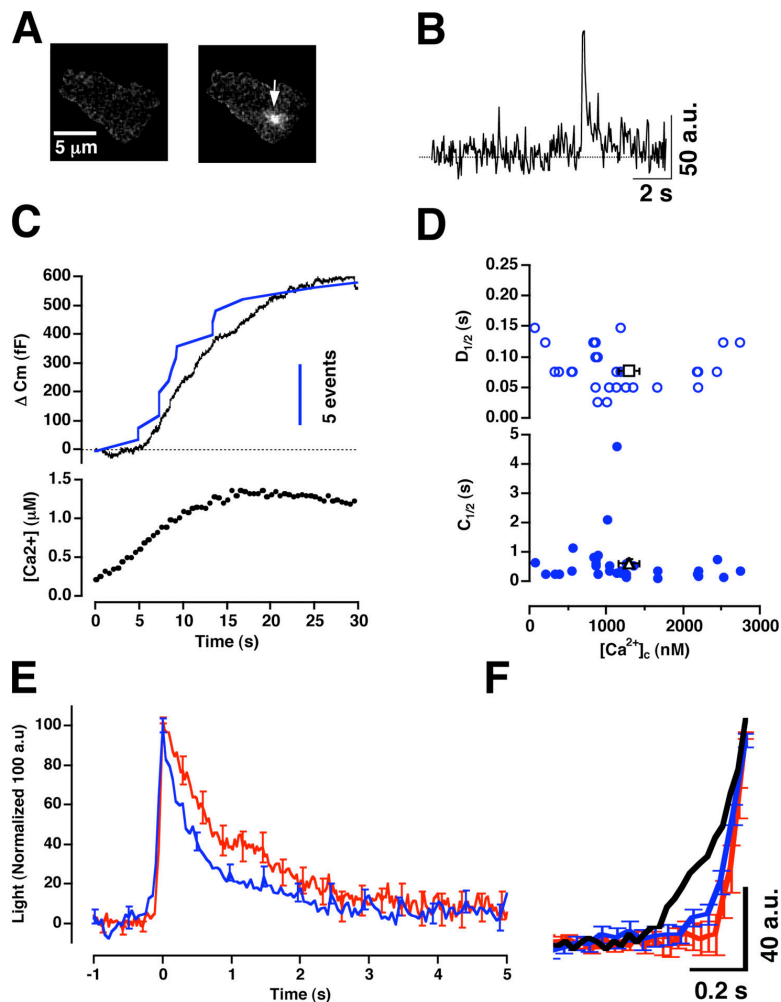 A
5 μm
B
50 a.u.
2 s
C
600
500
400
300
200
100
0
Δ Cm (fF)
5 events
1.5
1.0
0.5
0.0
[Ca2+] (μM)
0 5 10 15 20 25 30
Time (s)
D
0.25
0.20
0.15
0.10
0.05
0.00
D1/2 (s)
5
4
3
2
1
0
C1/2 (s)
0 1000 2000 3000
[Ca2+]c (nM)
E
100
80
60
40
20
0
Light (Normalized 100 a.u)
-1 0 1 2 3 4 5
Time (s)
F
40 a.u.
0.2 s